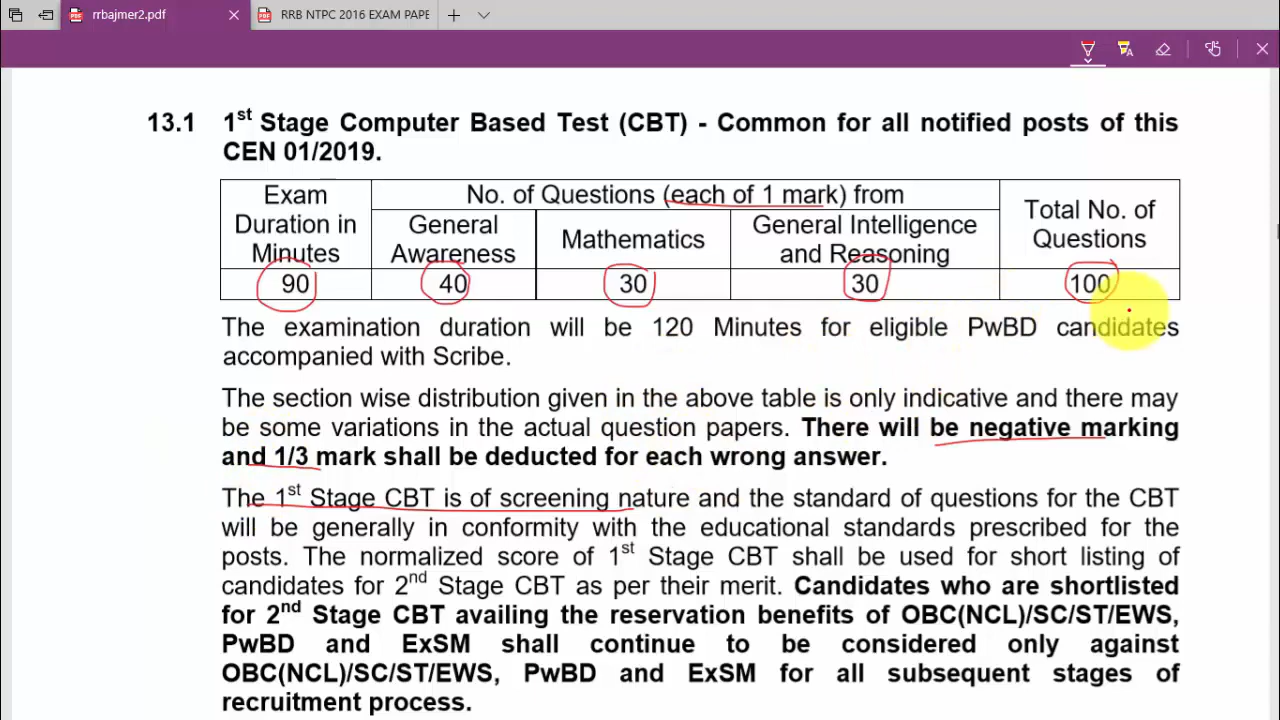 rrbajmer2.pdf
RRB NTPC 2016 EXAM PAPE
13.1 1st Stage Computer Based Test (CBT) - Common for all notified posts of this
CEN 01/2019.
Exam Duration in Minutes
No. of Questions (each of 1 mark) from
Total No. of Questions
General Awareness
Mathematics
General Intelligence and Reasoning
90 40 30 30 100
The examination duration will be 120 Minutes for eligible PwBD candidates
accompanied with Scribe.
The section wise distribution given in the above table is only indicative and there may
be some variations in the actual question papers. There will be negative marking
and 1/3 mark shall be deducted for each wrong answer.
The 1st Stage CBT is of screening nature and the standard of questions for the CBT
will be generally in conformity with the educational standards prescribed for the
posts. The normalized score of 1st Stage CBT shall be used for short listing of
candidates for 2nd Stage CBT as per their merit. Candidates who are shortlisted
for 2nd Stage CBT availing the reservation benefits of OBC(NCL)/SC/ST/EWS,
PwBD and ExSM shall continue to be considered only against
OBC(NCL)/SC/ST/EWS, PwBD and ExSM for all subsequent stages of
recruitment process.